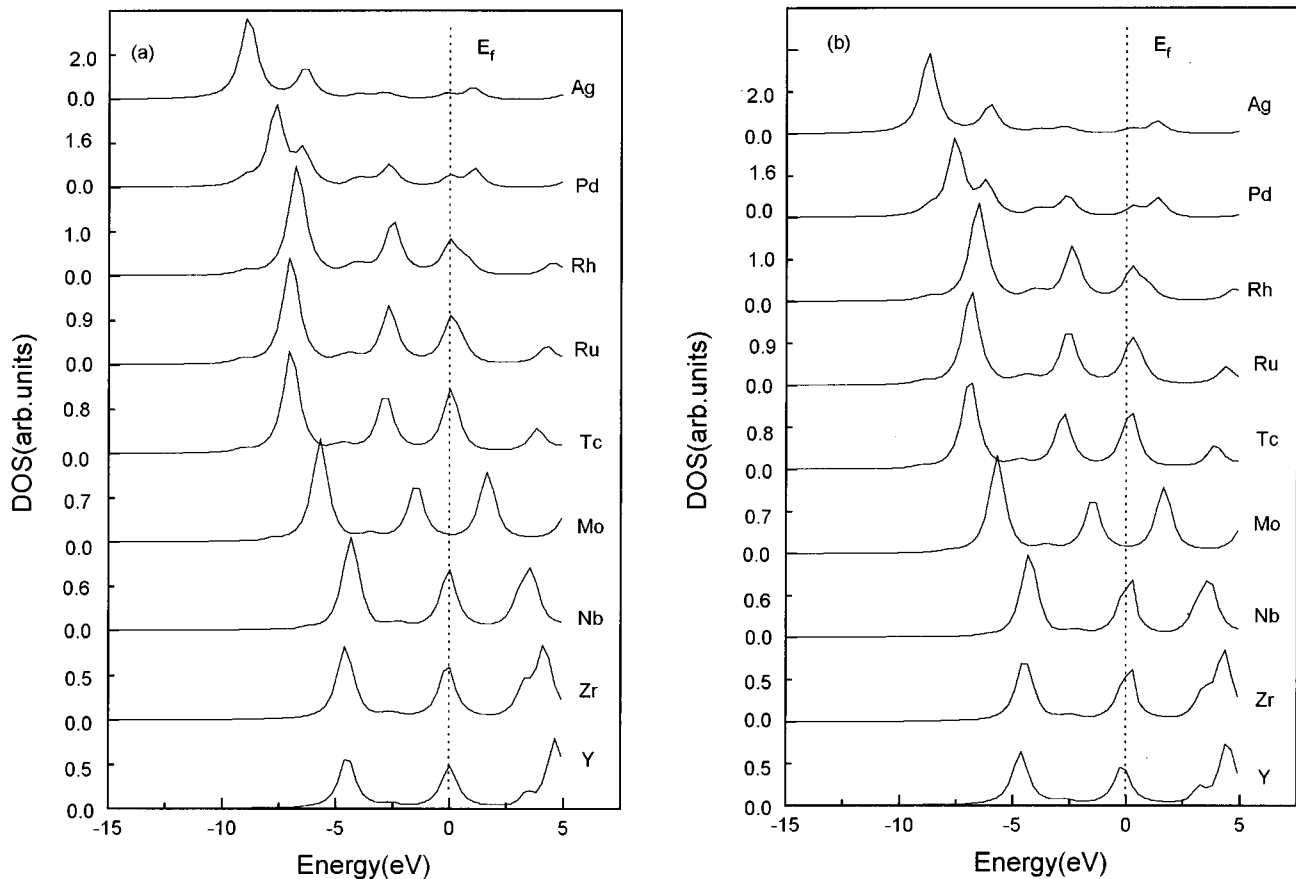 (a)
E_f
DOS(arb.units)
2.0
0.0
Ag
1.6
0.0
Pd
1.0
0.0
Rh
0.9
0.0
Ru
0.8
0.0
Tc
0.7
0.0
Mo
0.6
0.0
Nb
0.5
0.0
Zr
0.5
0.0
Y
-15 -10 -5 0 5
Energy(eV)
(b)
E_f
DOS(arb.units)
2.0
0.0
Ag
1.6
0.0
Pd
1.0
0.0
Rh
0.9
0.0
Ru
0.8
0.0
Tc
0.7
0.0
Mo
0.6
0.0
Nb
0.5
0.0
Zr
0.5
0.0
Y
-15 -10 -5 0 5
Energy(eV)